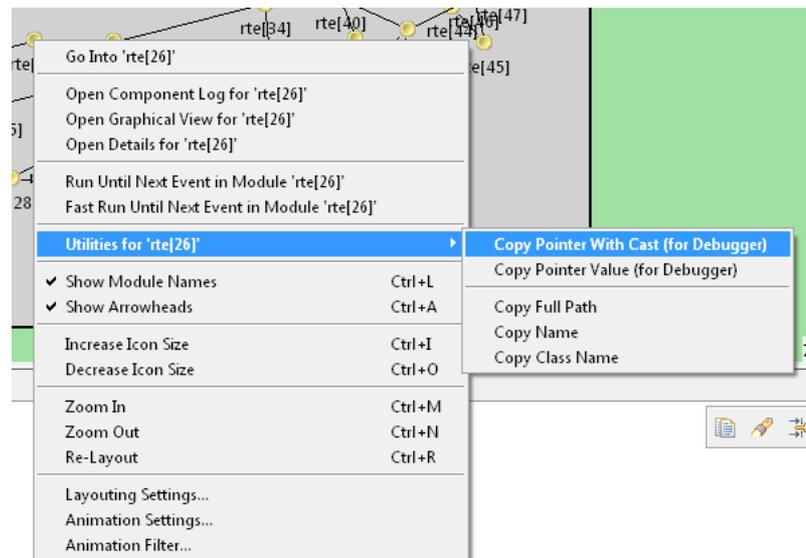 rte[34]
rte[40]
rte[44]
rte[46]
rte[47]
rte[45]
28
Go Into 'rte[26]'
Open Component Log for 'rte[26]'
Open Graphical View for 'rte[26]'
Open Details for 'rte[26]'
Run Until Next Event in Module 'rte[26]'
Fast Run Until Next Event in Module 'rte[26]'
Utilities for 'rte[26]'
Copy Pointer With Cast (for Debugger)
Copy Pointer Value (for Debugger)
Copy Full Path
Copy Name
Copy Class Name
Show Module Names Ctrl+L
Show Arrowheads Ctrl+A
Increase Icon Size Ctrl+I
Decrease Icon Size Ctrl+O
Zoom In Ctrl+M
Zoom Out Ctrl+N
Re-Layout Ctrl+R
Layouting Settings...
Animation Settings...
Animation Filter...